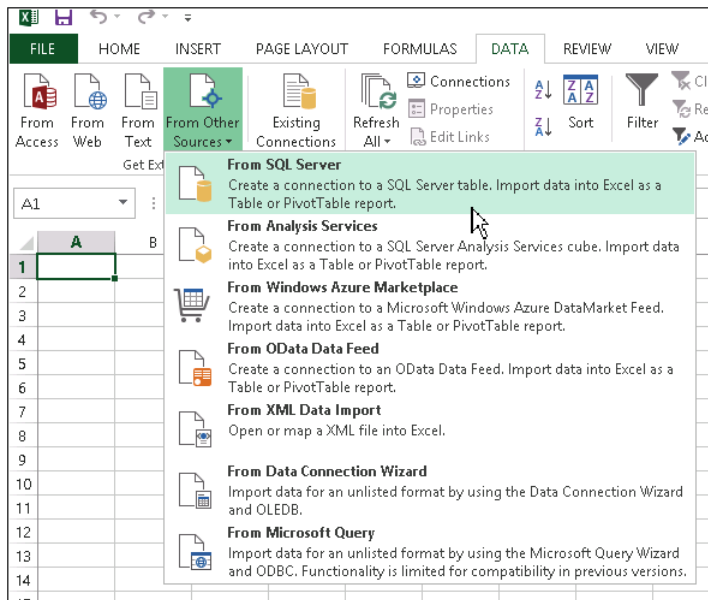 FILE HOME INSERT PAGE LAYOUT FORMULAS DATA REVIEW VIEW
From Access
From Web
From Text
From Other Sources
Existing Connections
Refresh All
Connections
Properties
Edit Links
Sort
Filter
Get Ext
A1
A B
From SQL Server
Create a connection to a SQL Server table. Import data into Excel as a
Table or PivotTable report.
From Analysis Services
Create a connection to a SQL Server Analysis Services cube. Import data
into Excel as a Table or PivotTable report.
From Windows Azure Marketplace
Create a connection to a Microsoft Windows Azure DataMarket Feed.
Import data into Excel as a Table or PivotTable report.
From OData Data Feed
Create a connection to an OData Data Feed. Import data into Excel as a
Table or PivotTable report.
From XML Data Import
Open or map a XML file into Excel.
From Data Connection Wizard
Import data for an unlisted format by using the Data Connection Wizard
and OLEDB.
From Microsoft Query
Import data for an unlisted format by using the Microsoft Query Wizard
and ODBC. Functionality is limited for compatibility in previous versions.
1
2
3
4
5
6
7
8
9
10
11
12
13
14